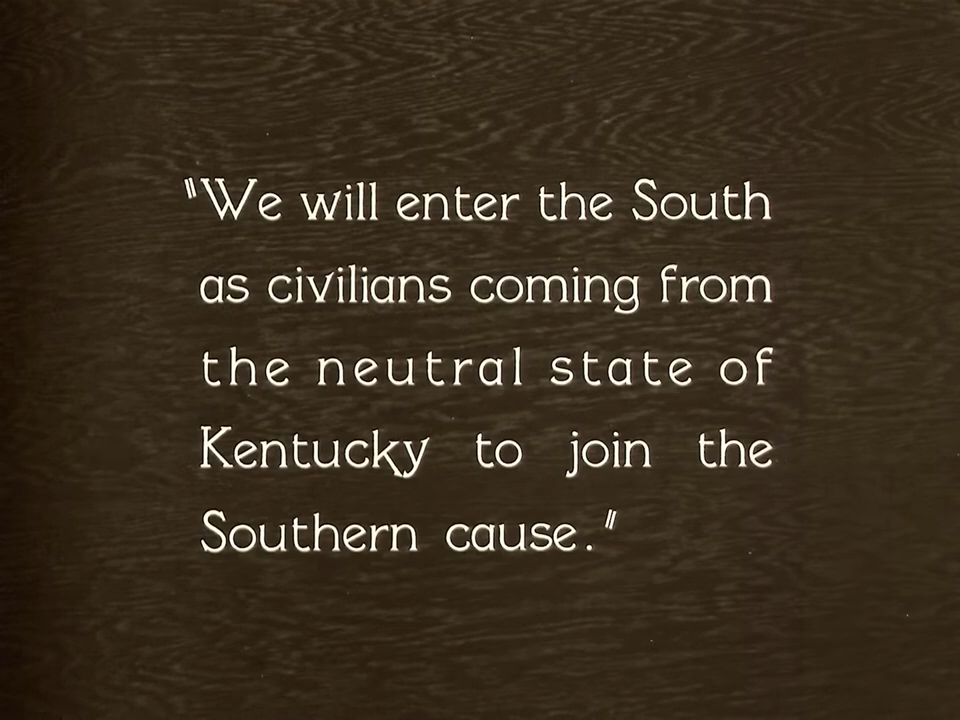 "We will enter the South
as civilians coming from
the neutral state of
Kentucky to join the
Southern cause."